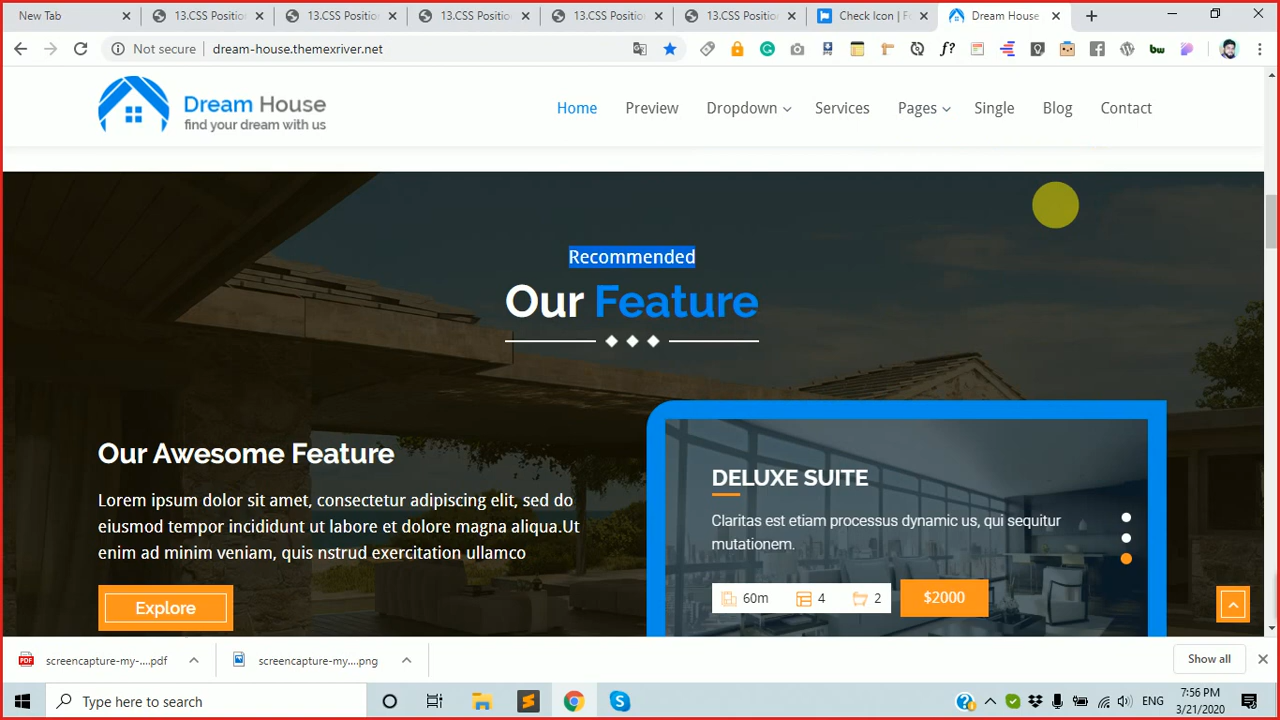 New Tab
13.CSS Positio
13.CSS Positio
13.CSS Positio
13.CSS Positio
13.CSS Positio
Check Icon | F
Dream House
Not secure
dream-house.themexriver.net
Dream House
find your dream with us
Home
Preview
Dropdown
Services
Pages
Single
Blog
Contact
Recommended
Our Feature
Our Awesome Feature
Lorem ipsum dolor sit amet, consectetur adipiscing elit, sed do
eiusmod tempor incididunt ut labore et dolore magna aliqua.Ut
enim ad minim veniam, quis nstrud exercitation ullamco
Explore
DELUXE SUITE
Claritas est etiam processus dynamic us, qui sequitur
mutationem.
60m
4
2
$2000
screencapture-my-....pdf
screencapture-my....png
Show all
Type here to search
ENG
7:56 PM
3/21/2020